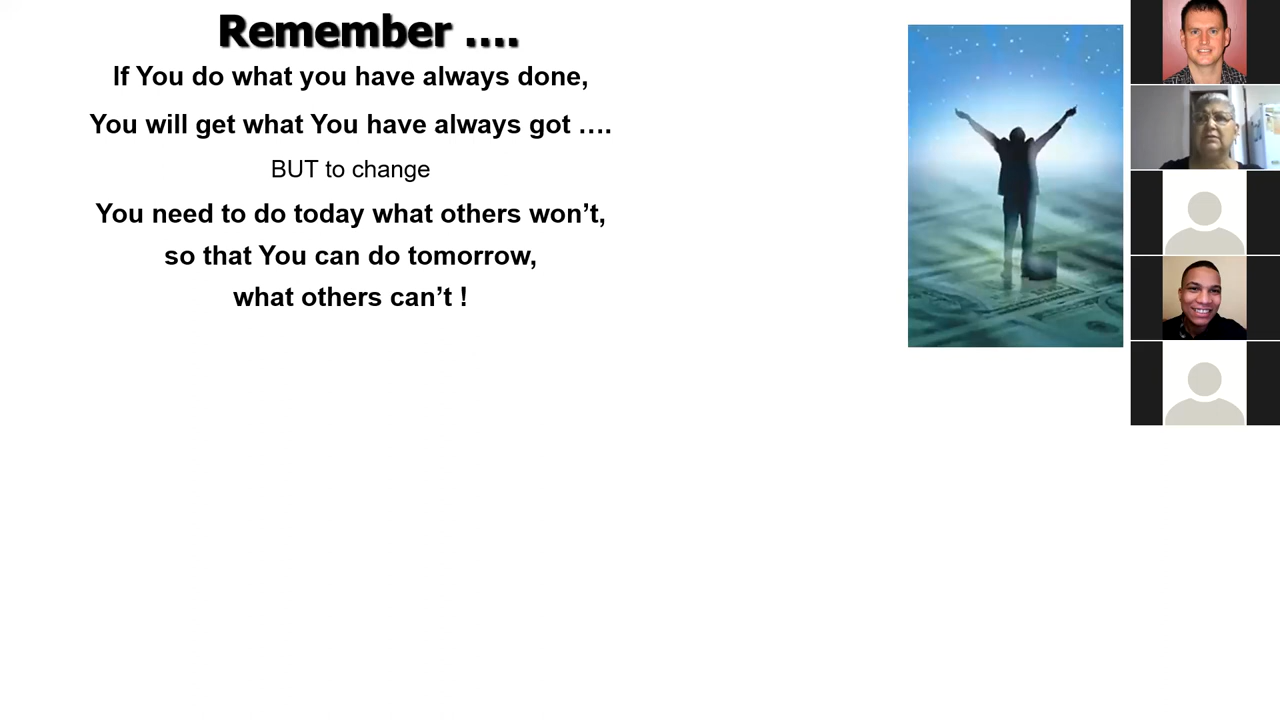 Remember ....
If You do what you have always done,
You will get what You have always got ….
BUT to change
You need to do today what others won’t,
so that You can do tomorrow,
what others can’t !